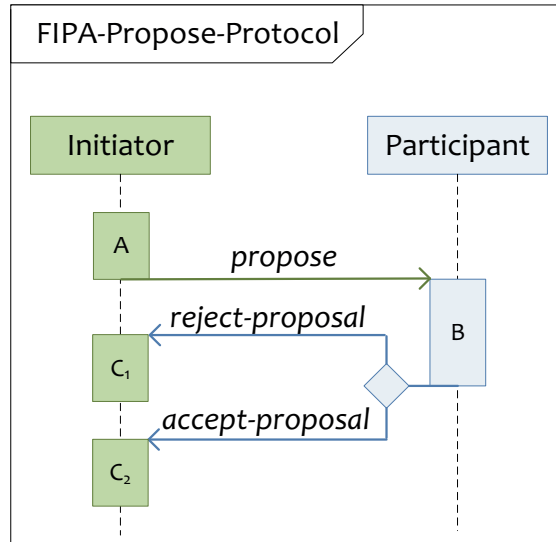 FIPA-Propose-Protocol
Initiator
Participant
A
propose
reject-proposal
B
C₁
accept-proposal
C₂